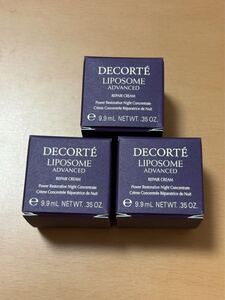 DECORTÉ
LIPOSOME
ADVANCED
REPAIR CREAM
Power Restorative Night Concentrate
Crème Concentrée Réparatrice de Nuit
e 9.9 mL NET WT. .35 OZ.
DECORTÉ
LIPOSOME
ADVANCED
REPAIR CREAM
Power Restorative Night Concentrate
Crème Concentrée Réparatrice de Nuit
e 9.9 mL NET WT. .35 OZ.
DECORTÉ
LIPOSOME
ADVANCED
REPAIR CREAM
Power Restorative Night Concentrate
Crème Concentrée Réparatrice de Nuit
e 9.9 mL NET WT. .35 OZ.